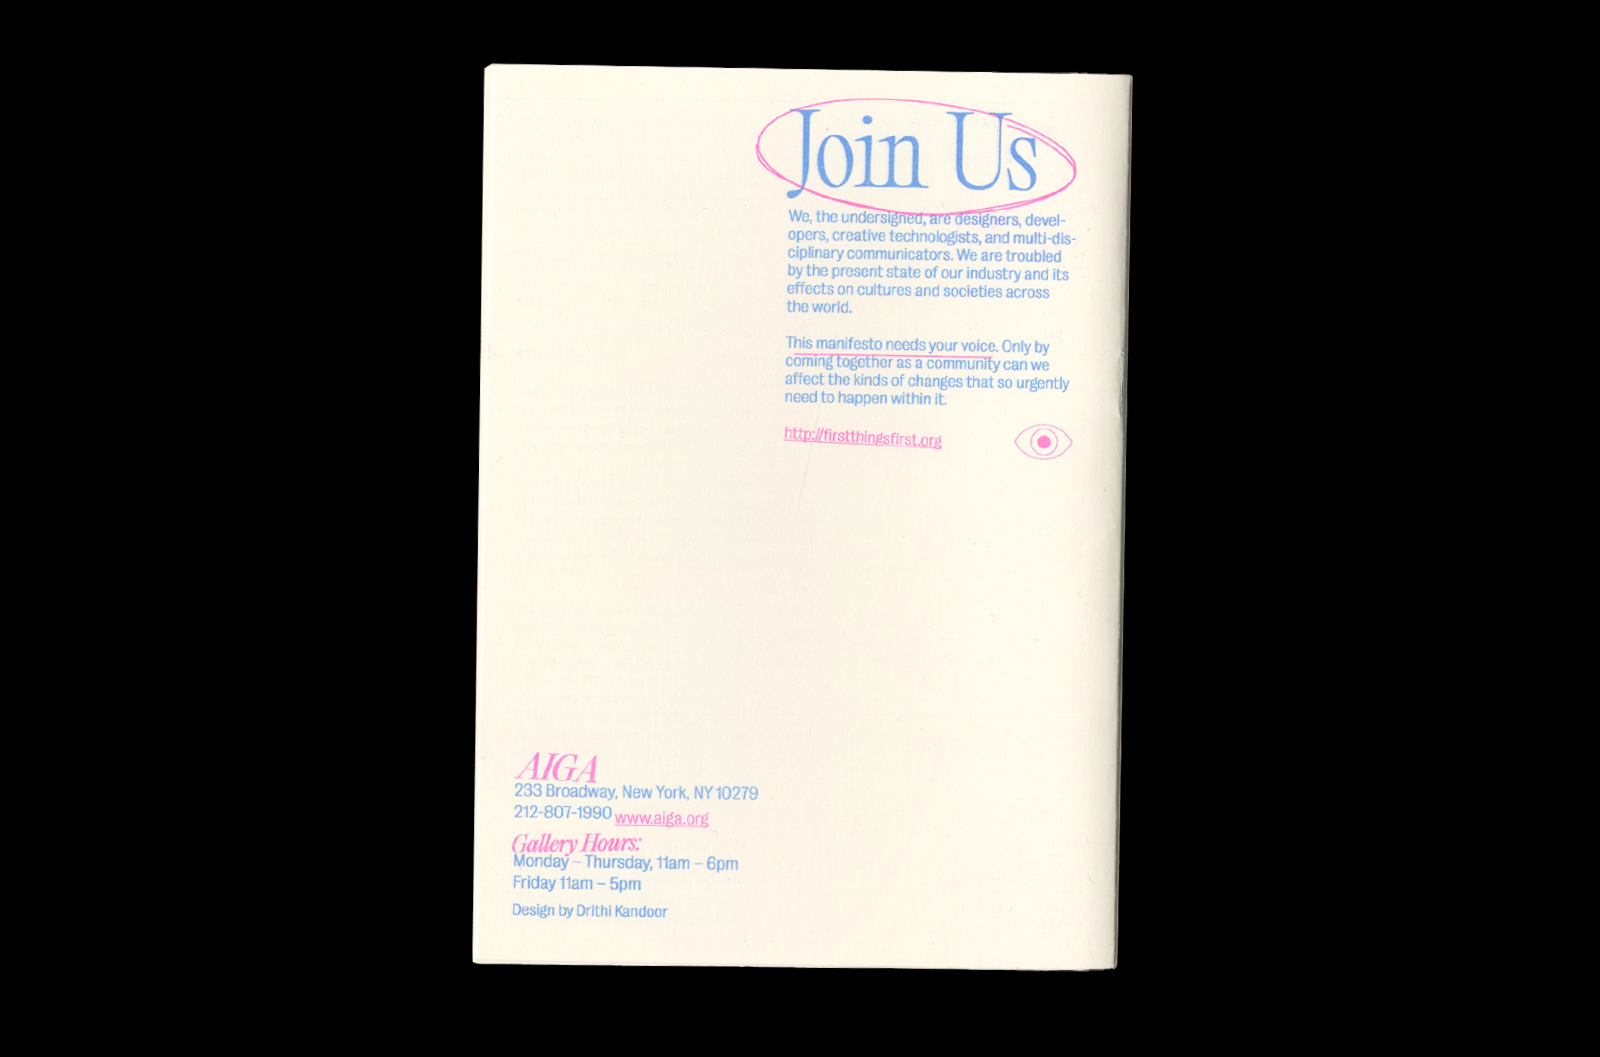 Join Us
We, the undersigned, are designers, devel-
opers, creative technologists, and multi-dis-
ciplinary communicators. We are troubled
by the present state of our industry and its
effects on cultures and societies across
the world.
This manifesto needs your voice. Only by
coming together as a community can we
affect the kinds of changes that so urgently
need to happen within it.
http://firstthingsfirst.org
AIGA
233 Broadway, New York, NY 10279
212-807-1990 www.aiga.org
Gallery Hours:
Monday – Thursday, 11am – 6pm
Friday 11am – 5pm
Design by Drithi Kandoor